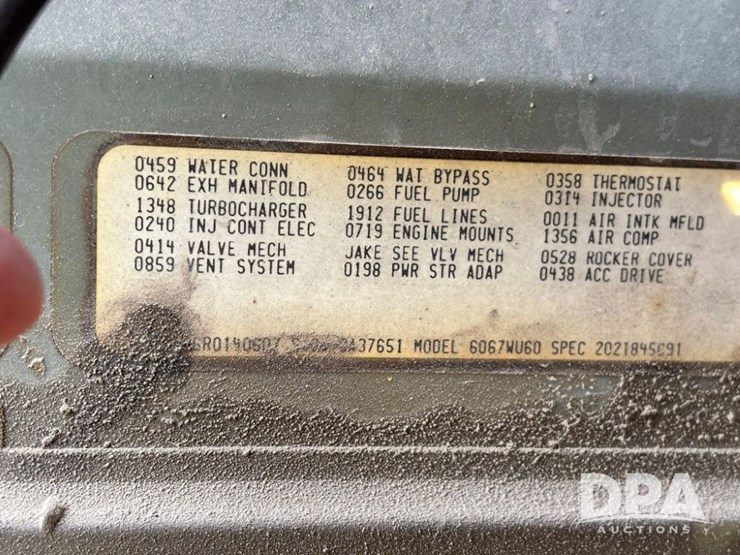 0459 WATER CONN 0464 WAT BYPASS 0358 THERMOSTAT
0642 EXH MANIFOLD 0266 FUEL PUMP 0314 INJECTOR
1348 TURBOCHARGER 1912 FUEL LINES 0011 AIR INTK MFLD
0240 INJ CONT ELEC 0719 ENGINE MOUNTS 1356 AIR COMP
0414 VALVE MECH JAKE SEE VLV MECH 0528 ROCKER COVER
0859 VENT SYSTEM 0198 PWR STR ADAP 0438 ACC DRIVE
MODEL 6067WU60 SPEC 2021845C91
DPA
AUCTIONS